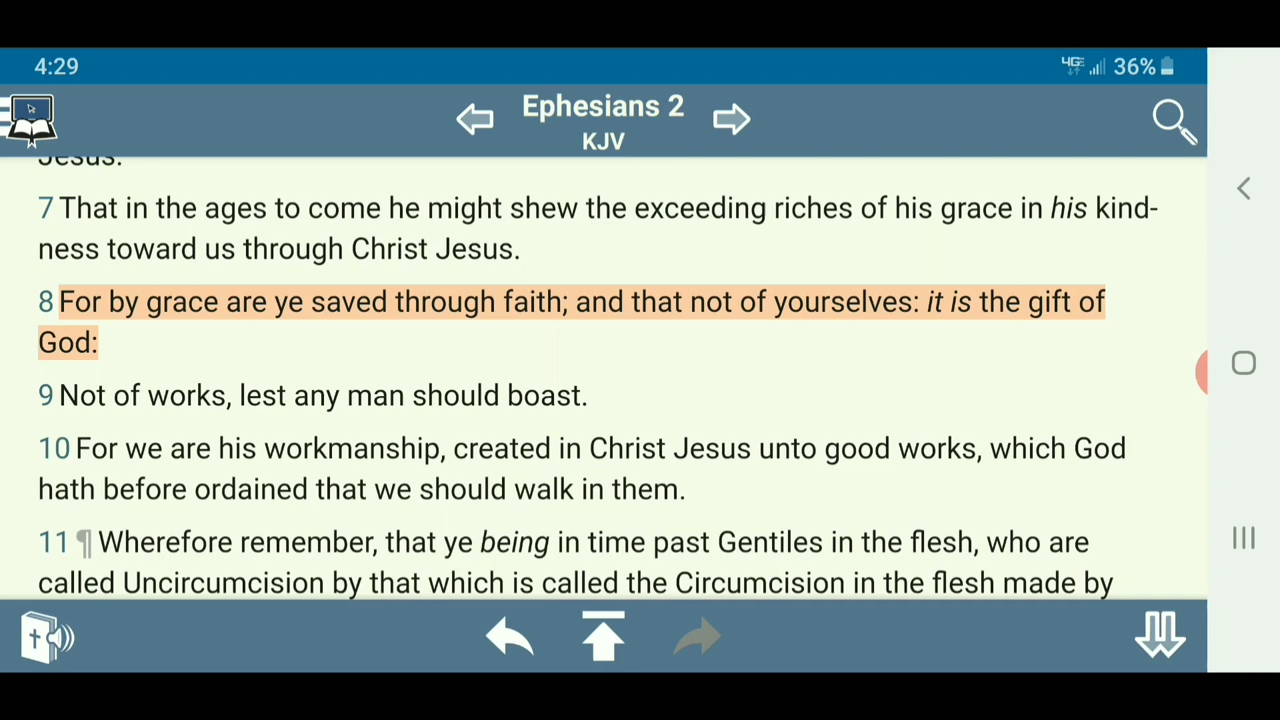 4:29
4G 36%
Ephesians 2
KJV
Jesus.
7 That in the ages to come he might shew the exceeding riches of his grace in his kind-
ness toward us through Christ Jesus.
8 For by grace are ye saved through faith; and that not of yourselves: it is the gift of
God:
9 Not of works, lest any man should boast.
10 For we are his workmanship, created in Christ Jesus unto good works, which God
hath before ordained that we should walk in them.
11 ¶ Wherefore remember, that ye being in time past Gentiles in the flesh, who are
called Uncircumcision by that which is called the Circumcision in the flesh made by